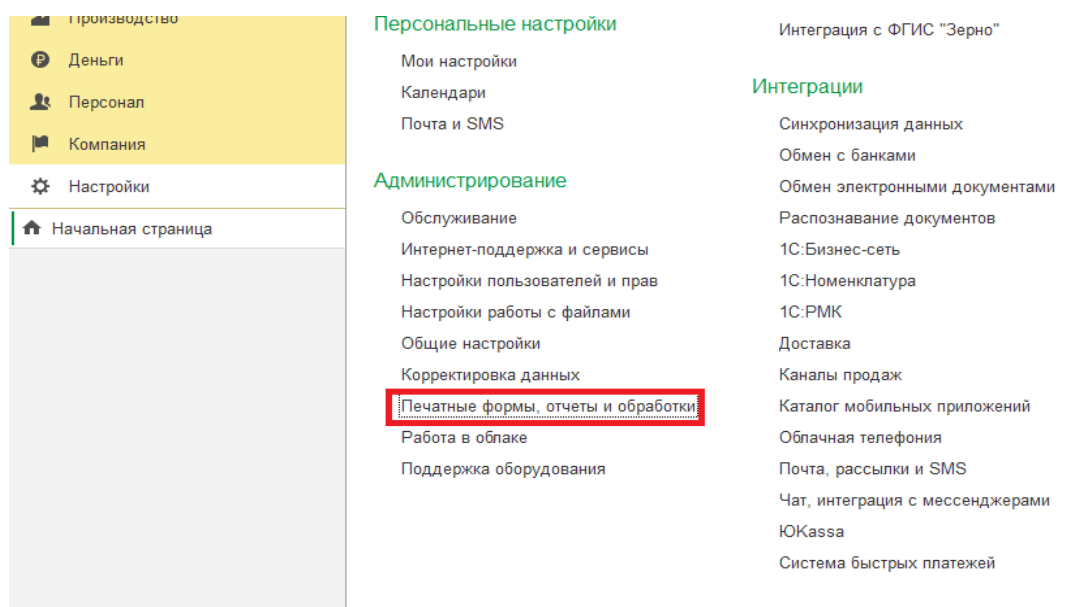 Производство
Деньги
Персонал
Компания
Настройки
Начальная страница
Персональные настройки
Мои настройки
Календари
Почта и SMS
Администрирование
Обслуживание
Интернет-поддержка и сервисы
Настройки пользователей и прав
Настройки работы с файлами
Общие настройки
Корректировка данных
Печатные формы, отчеты и обработки
Работа в облаке
Поддержка оборудования
Интеграция с ФГИС "Зерно"
Интеграции
Синхронизация данных
Обмен с банками
Обмен электронными документами
Распознавание документов
1С:Бизнес-сеть
1С:Номенклатура
1С:РМК
Доставка
Каналы продаж
Каталог мобильных приложений
Облачная телефония
Почта, рассылки и SMS
Чат, интеграция с мессенджерами
ЮKassa
Система быстрых платежей